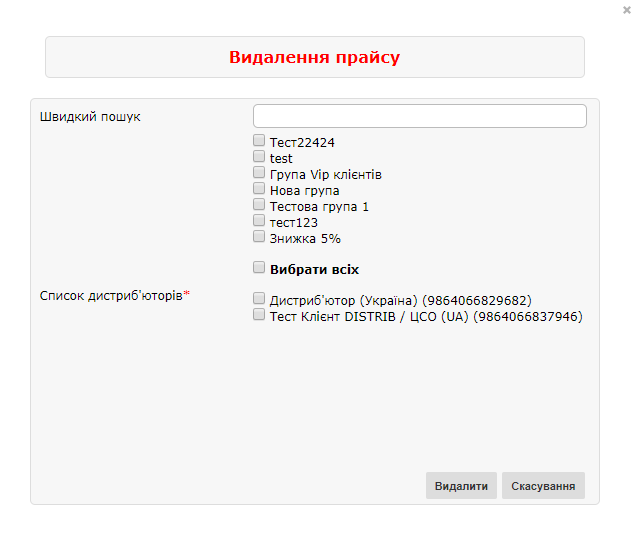 Видалення прайсу
Швидкий пошук
Тест22424
test
Група Vip клієнтів
Нова група
Тестова група 1
тест123
Знижка 5%
Вибрати всіх
Список дистриб'юторів*
Дистриб'ютор (Україна) (9864066829682)
Тест Клієнт DISTRIB / ЦСО (UA) (9864066837946)
Видалити Скасування